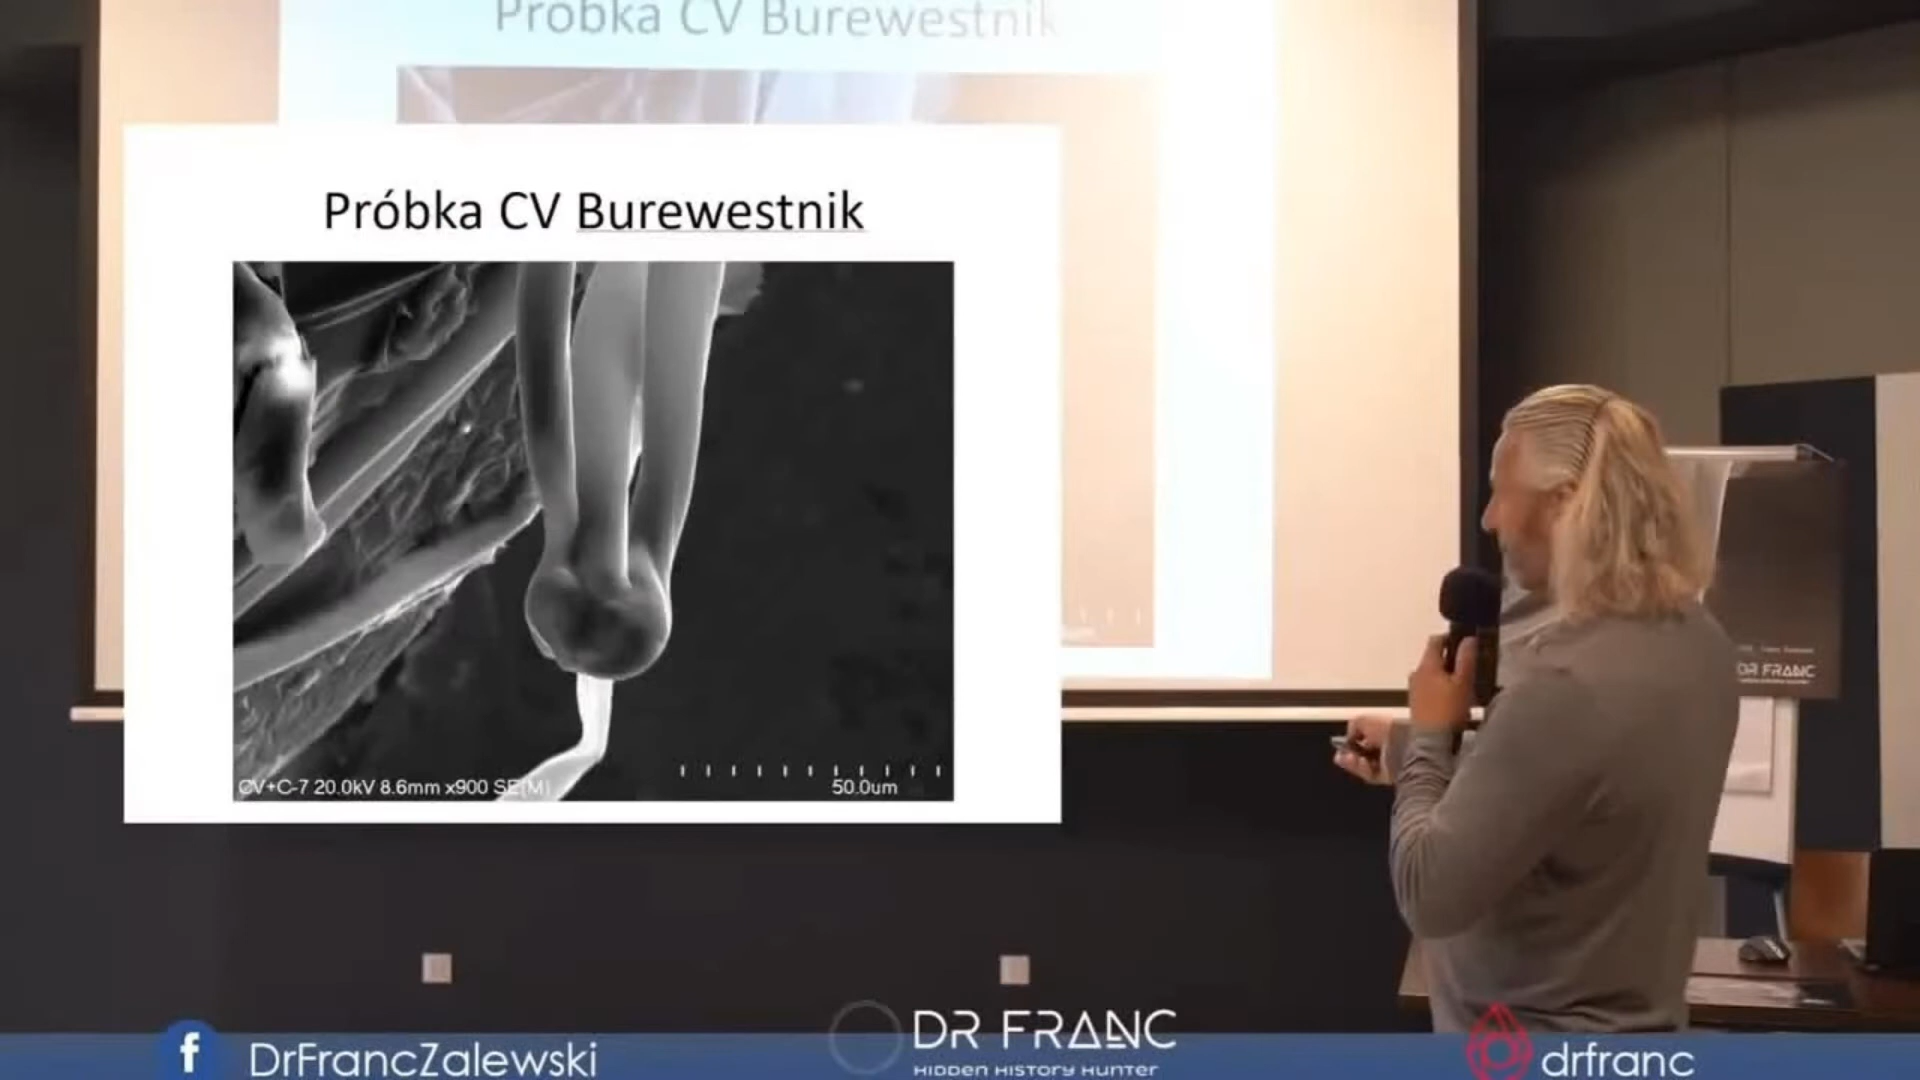 Próbka CV Burewestnik
Próbka CV Burewestnik
CV+C-7 20.0kV 8.6mm x900 SE(M)
50.0um
DR FRANC
f DrFrancZalewski
DR FRANC
HIDDEN HISTORY HUNTER
drfranc